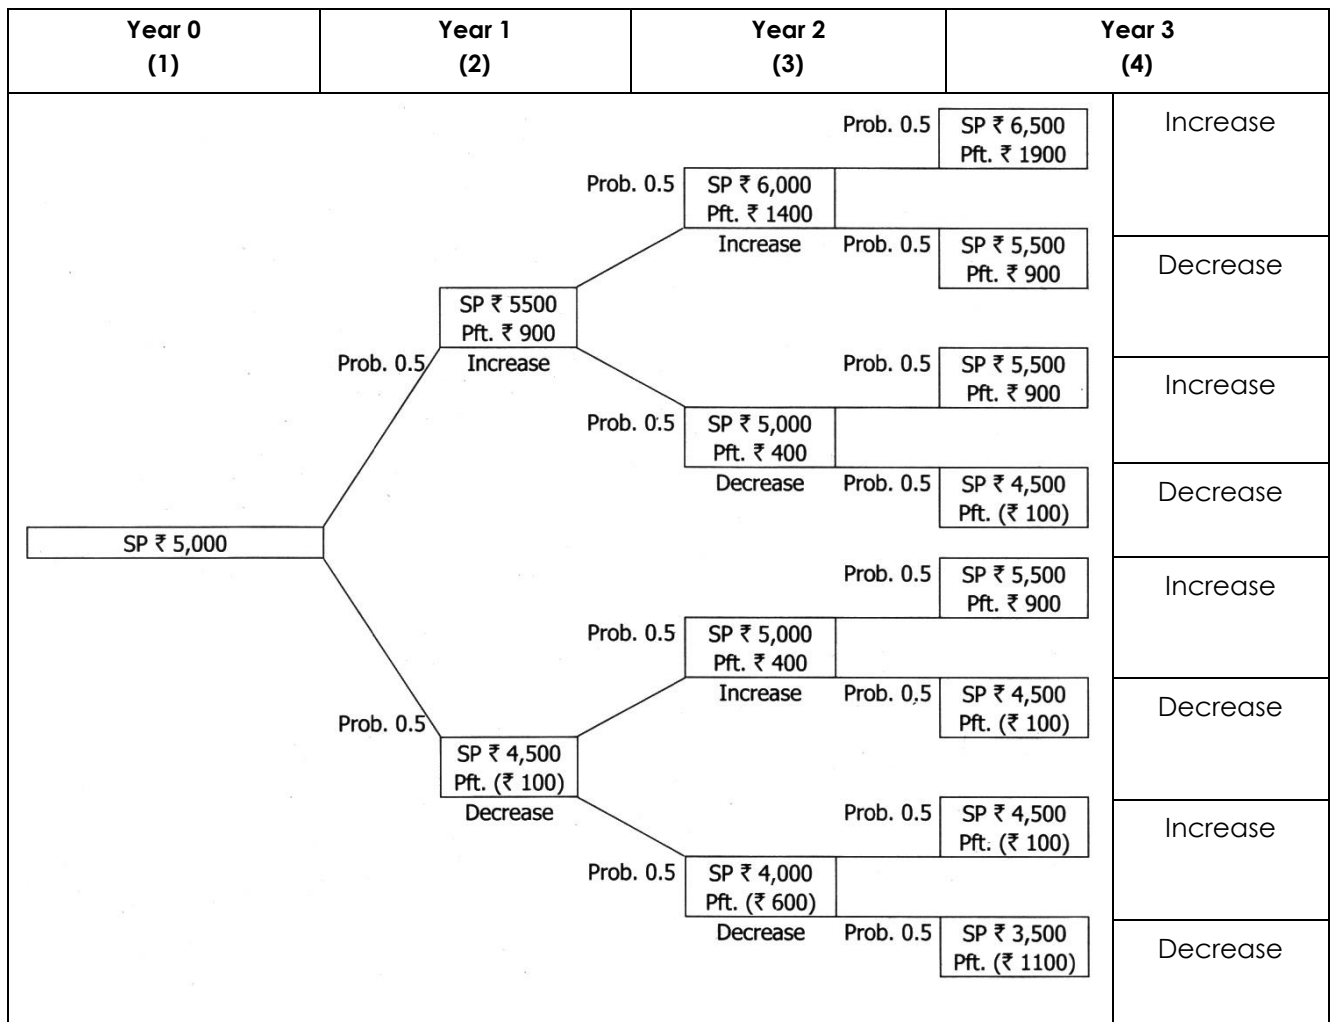 Year 0
(1)
Year 1
(2)
Year 2
(3)
Year 3
(4)
Prob. 0.5
SP ₹ 6,500
Pft. ₹ 1900
Increase
Prob. 0.5
SP ₹ 6,000
Pft. ₹ 1400
Increase
Prob. 0.5
SP ₹ 5,500
Pft. ₹ 900
Decrease
SP ₹ 5500
Pft. ₹ 900
Prob. 0.5
Increase
Prob. 0.5
SP ₹ 5,500
Pft. ₹ 900
Increase
Prob. 0.5
SP ₹ 5,000
Pft. ₹ 400
Decrease
Prob. 0.5
SP ₹ 4,500
Pft. (₹ 100)
Decrease
SP ₹ 5,000
Prob. 0.5
SP ₹ 5,500
Pft. ₹ 900
Increase
Prob. 0.5
SP ₹ 5,000
Pft. ₹ 400
Increase
Prob. 0.5
SP ₹ 4,500
Pft. (₹ 100)
Decrease
Prob. 0.5
SP ₹ 4,500
Pft. (₹ 100)
Decrease
Prob. 0.5
SP ₹ 4,500
Pft. (₹ 100)
Increase
Prob. 0.5
SP ₹ 4,000
Pft. (₹ 600)
Decrease
Prob. 0.5
SP ₹ 3,500
Pft. (₹ 1100)
Decrease